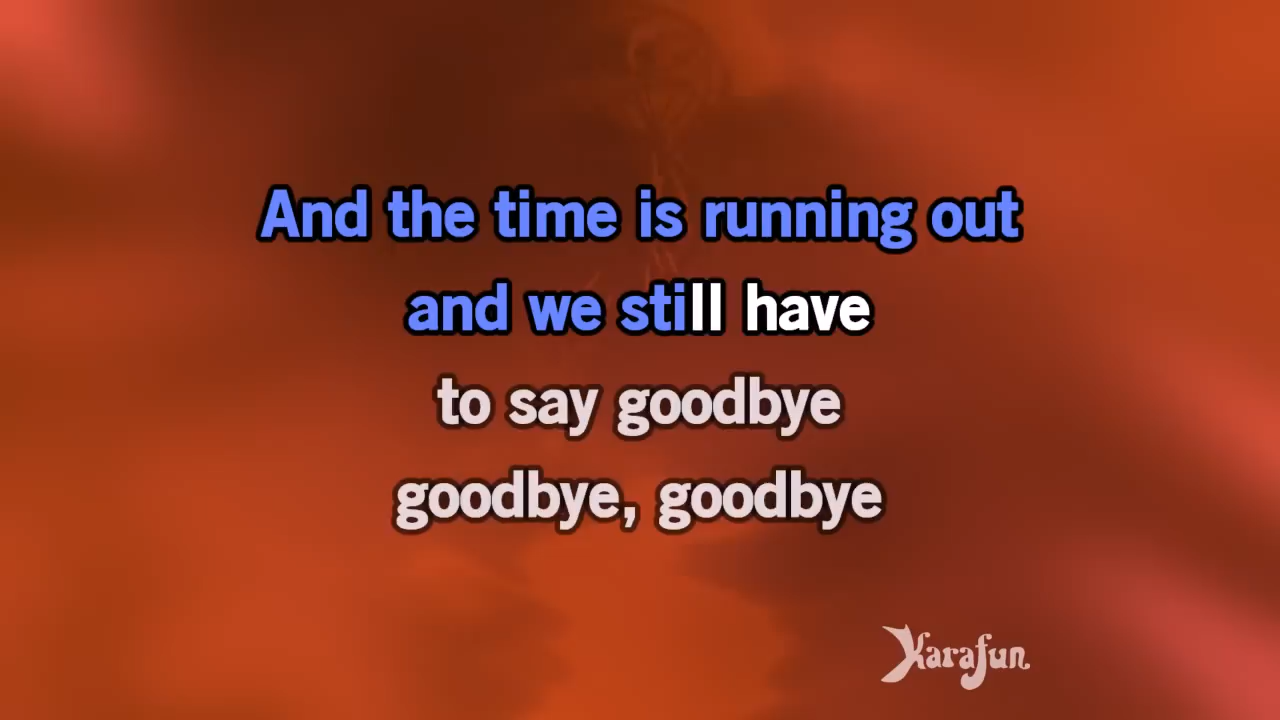 And the time is running out
and we still have
to say goodbye
goodbye, goodbye
Karafun